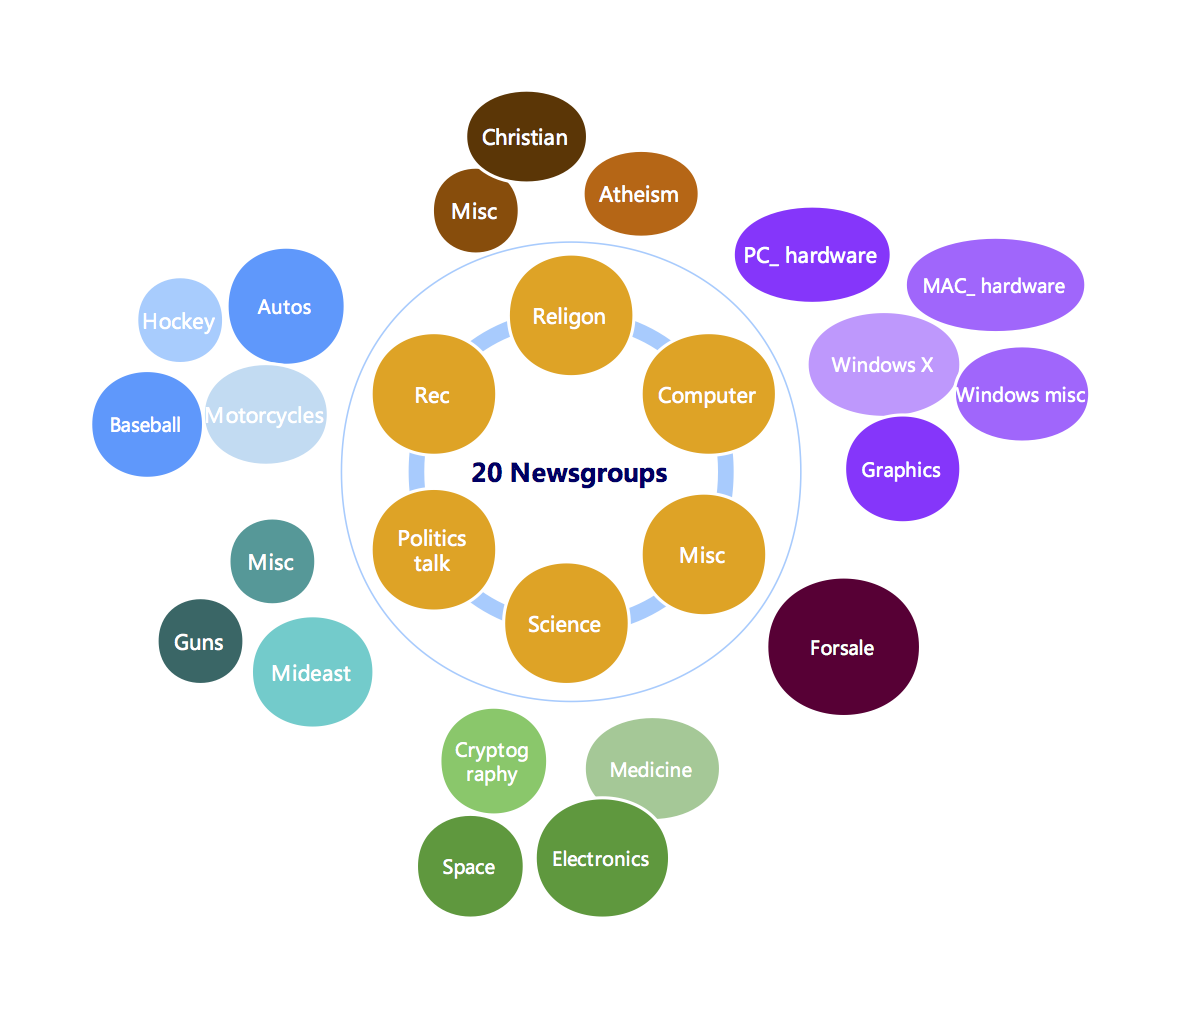 Christian
Misc
Atheism
PC_ hardware
MAC_ hardware
Windows X
Windows misc
Graphics
Hockey
Autos
Baseball
Motorcycles
Religon
Rec
Computer
20 Newsgroups
Politics
talk
Misc
Science
Misc
Guns
Mideast
Forsale
Cryptog
raphy
Medicine
Space
Electronics